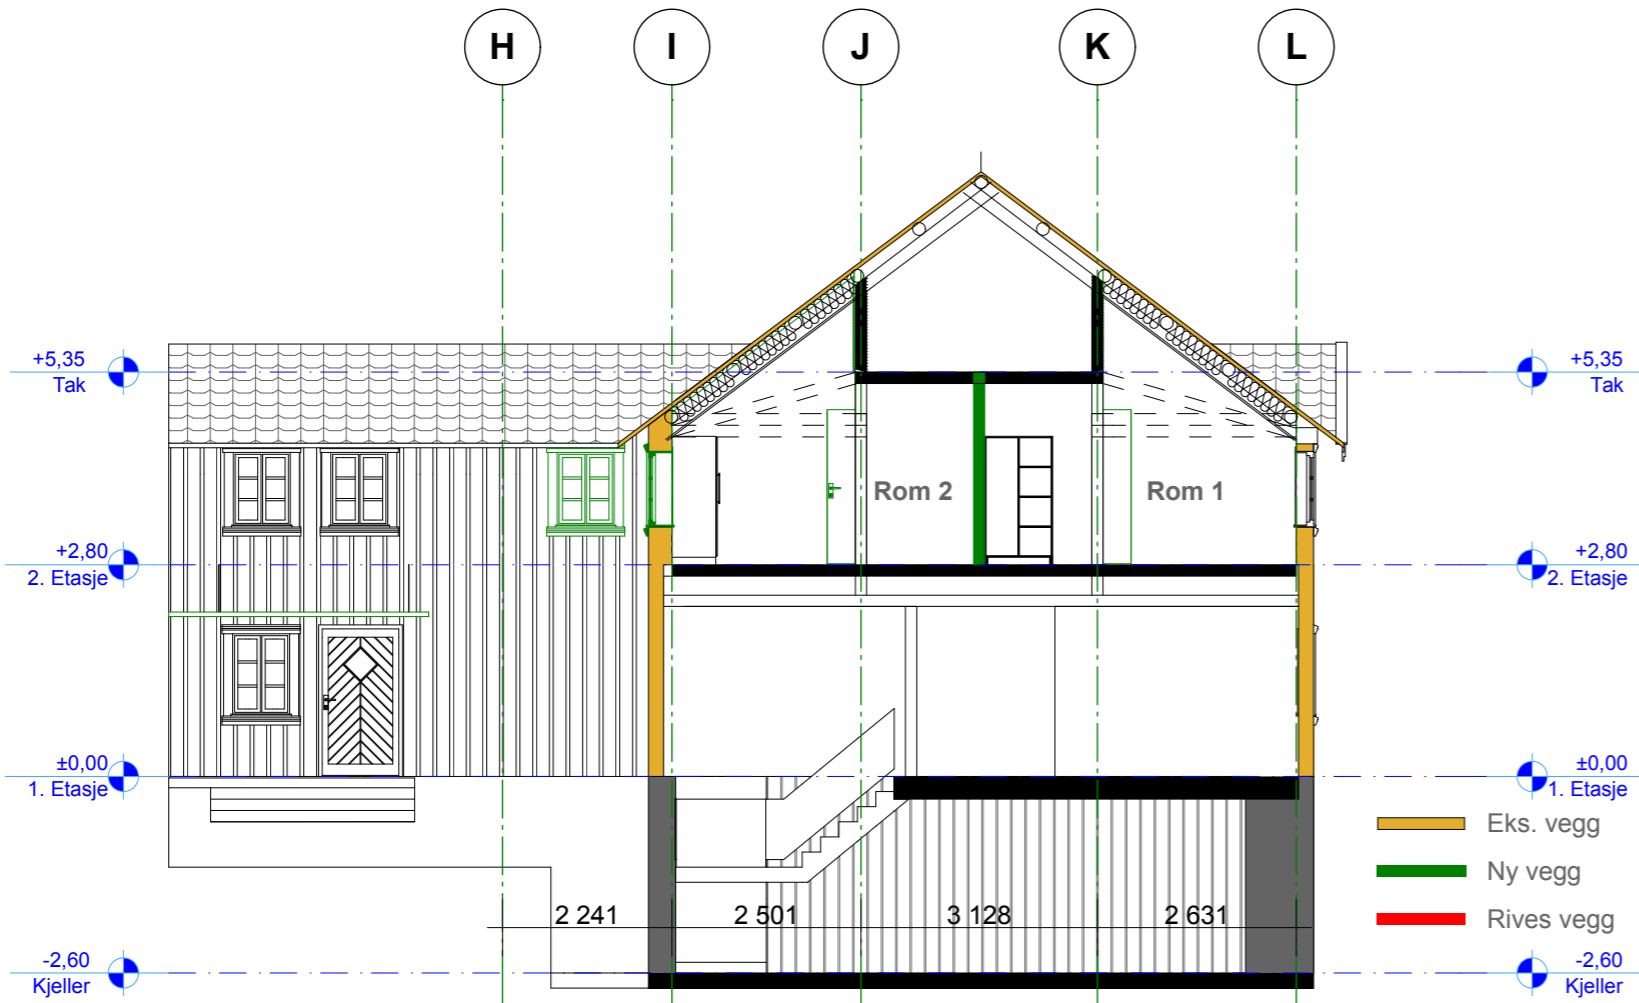 H I J K L
+5,35
Tak
+5,35
Tak
Rom 2
Rom 1
+2,80
2. Etasje
+2,80
2. Etasje
±0,00
1. Etasje
±0,00
1. Etasje
Eks. vegg
Ny vegg
Rives vegg
2 241 2 501 3 128 2 631
-2,60
Kjeller
-2,60
Kjeller